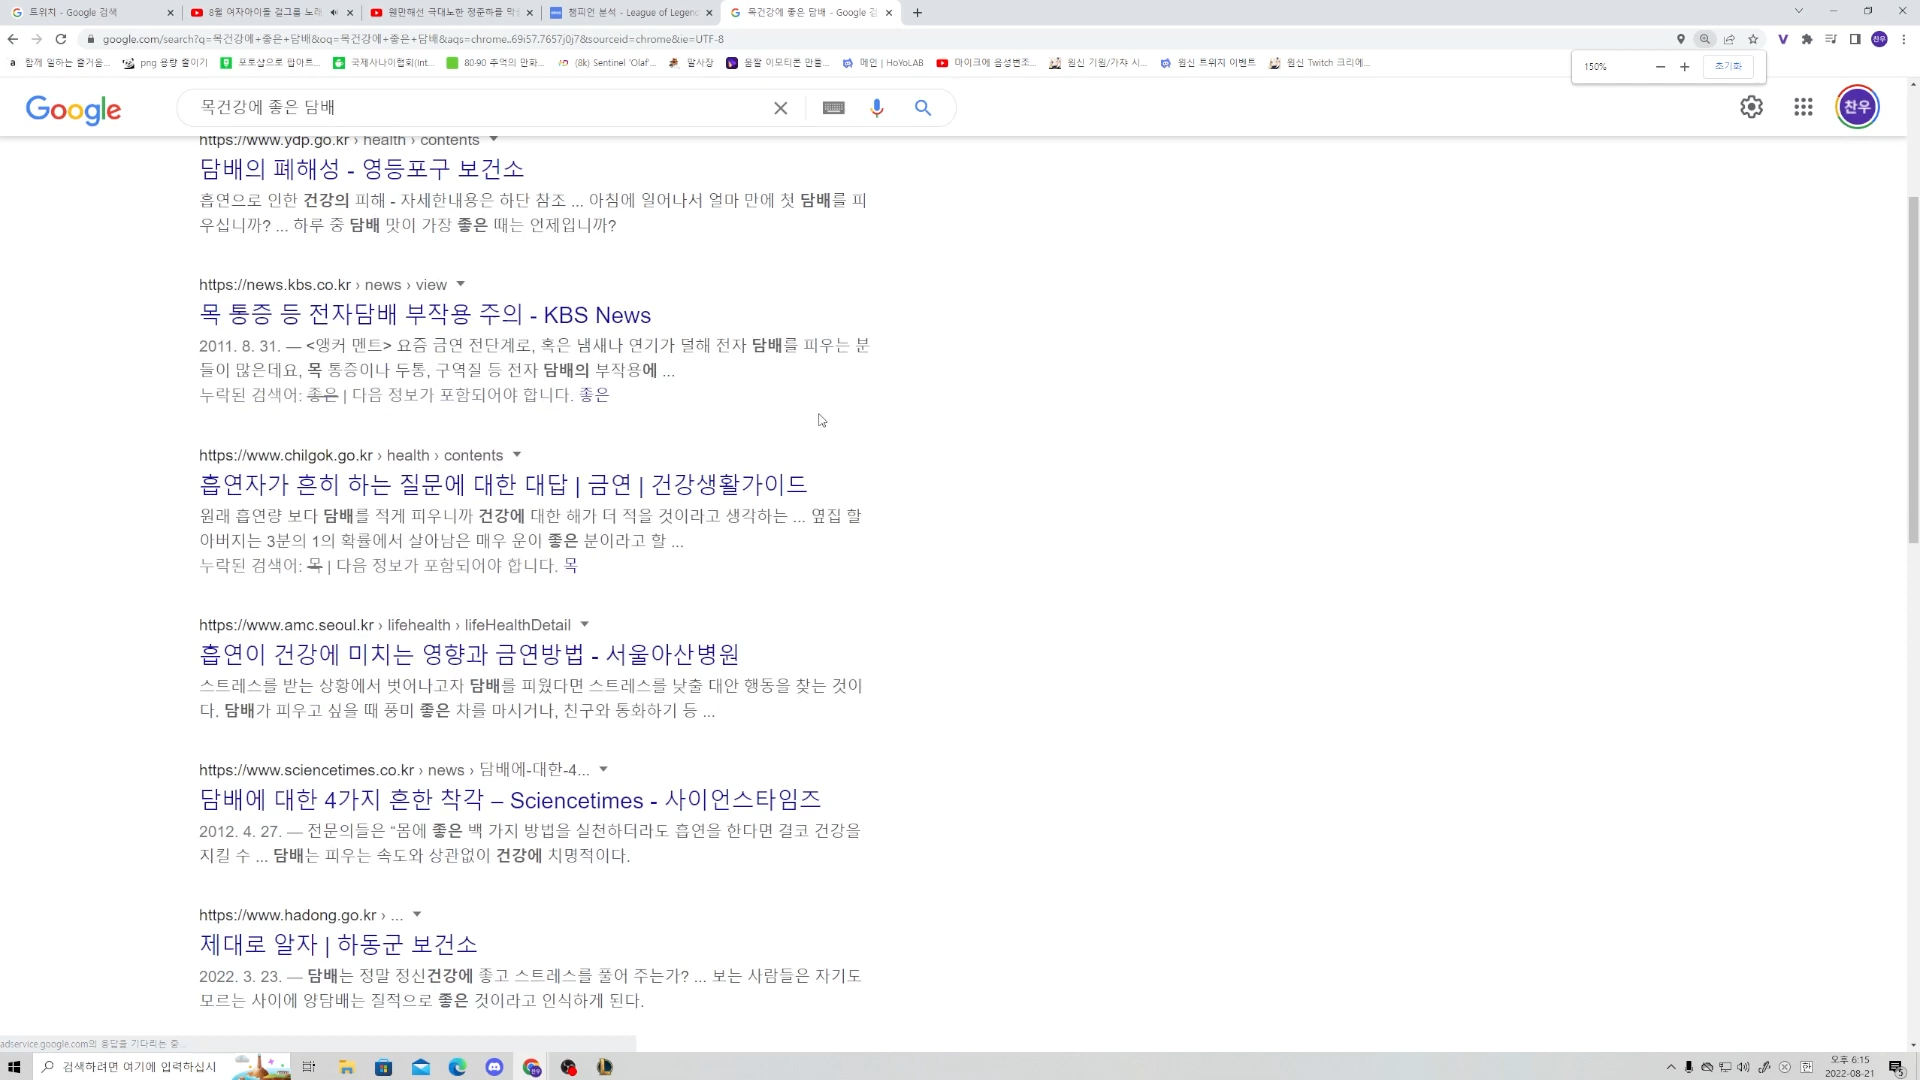 트위치 - Google 검색
8월 여자아이돌 걸그룹 노래
웬만해선 극대노한 정준하를 막
챔피언 분석 - League of Legen
목건강에 좋은 담배 - Google 검
google.com/search?q=목건강에+좋은+담배&oq=목건강에+좋은+담배&aqs=chrome..69i57.7657j0j7&sourceid=chrome&ie=UTF-8
찬우
함께 일하는 즐거움...
png 용량 줄이기
포토샵으로 팝아트...
국제사나이협회(Int...
80-90 추억의 만화...
(8k) Sentinel 'Olaf'...
말사장
움짤 이모티콘 만들...
메인 | HoYoLAB
마이크에 음성변조...
원신 기원/가챠 시...
원신 트위치 이벤트
원신 Twitch 크리에...
150%
초기화
Google
목건강에 좋은 담배
찬우
https://www.ydp.go.kr › health › contents
담배의 폐해성 - 영등포구 보건소
흡연으로 인한 건강의 피해 - 자세한내용은 하단 참조 ... 아침에 일어나서 얼마 만에 첫 담배를 피
우십니까? ... 하루 중 담배 맛이 가장 좋은 때는 언제입니까?
https://news.kbs.co.kr › news › view
목 통증 등 전자담배 부작용 주의 - KBS News
2011. 8. 31. — <앵커 멘트> 요즘 금연 전단계로, 혹은 냄새나 연기가 덜해 전자 담배를 피우는 분
들이 많은데요, 목 통증이나 두통, 구역질 등 전자 담배의 부작용에 ...
누락된 검색어: 좋은 | 다음 정보가 포함되어야 합니다. 좋은
https://www.chilgok.go.kr › health › contents
흡연자가 흔히 하는 질문에 대한 대답 | 금연 | 건강생활가이드
원래 흡연량 보다 담배를 적게 피우니까 건강에 대한 해가 더 적을 것이라고 생각하는 ... 옆집 할
아버지는 3분의 1의 확률에서 살아남은 매우 운이 좋은 분이라고 할 ...
누락된 검색어: 목 | 다음 정보가 포함되어야 합니다. 목
https://www.amc.seoul.kr › lifehealth › lifeHealthDetail
흡연이 건강에 미치는 영향과 금연방법 - 서울아산병원
스트레스를 받는 상황에서 벗어나고자 담배를 피웠다면 스트레스를 낮출 대안 행동을 찾는 것이
다. 담배가 피우고 싶을 때 풍미 좋은 차를 마시거나, 친구와 통화하기 등 ...
https://www.sciencetimes.co.kr › news › 담배에-대한-4...
담배에 대한 4가지 흔한 착각 – Sciencetimes - 사이언스타임즈
2012. 4. 27. — 전문의들은 “몸에 좋은 백 가지 방법을 실천하더라도 흡연을 한다면 결코 건강을
지킬 수 ... 담배는 피우는 속도와 상관없이 건강에 치명적이다.
https://www.hadong.go.kr › ...
제대로 알자 | 하동군 보건소
2022. 3. 23. — 담배는 정말 정신건강에 좋고 스트레스를 풀어 주는가? ... 보는 사람들은 자기도
모르는 사이에 양담배는 질적으로 좋은 것이라고 인식하게 된다.
adservice.google.com의 응답을 기다리는 중...
검색하려면 여기에 입력하십시
한
오후 6:15
2022-08-21